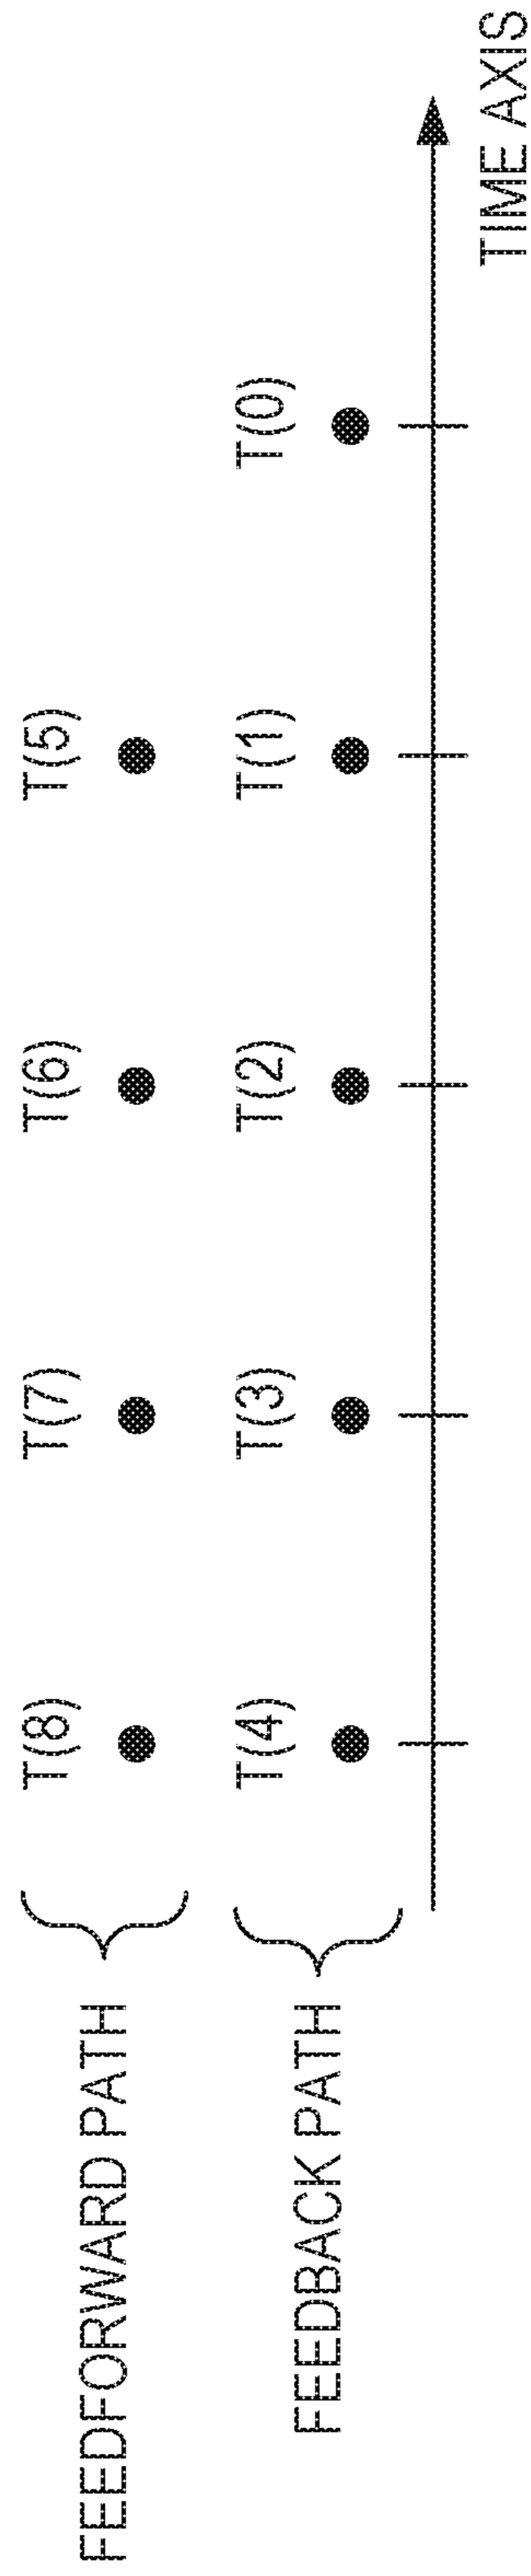 FEEDFORWARD PATH
T(8) T(7) T(6) T(5)
FEEDBACK PATH
T(4) T(3) T(2) T(1) T(0)
TIME AXIS